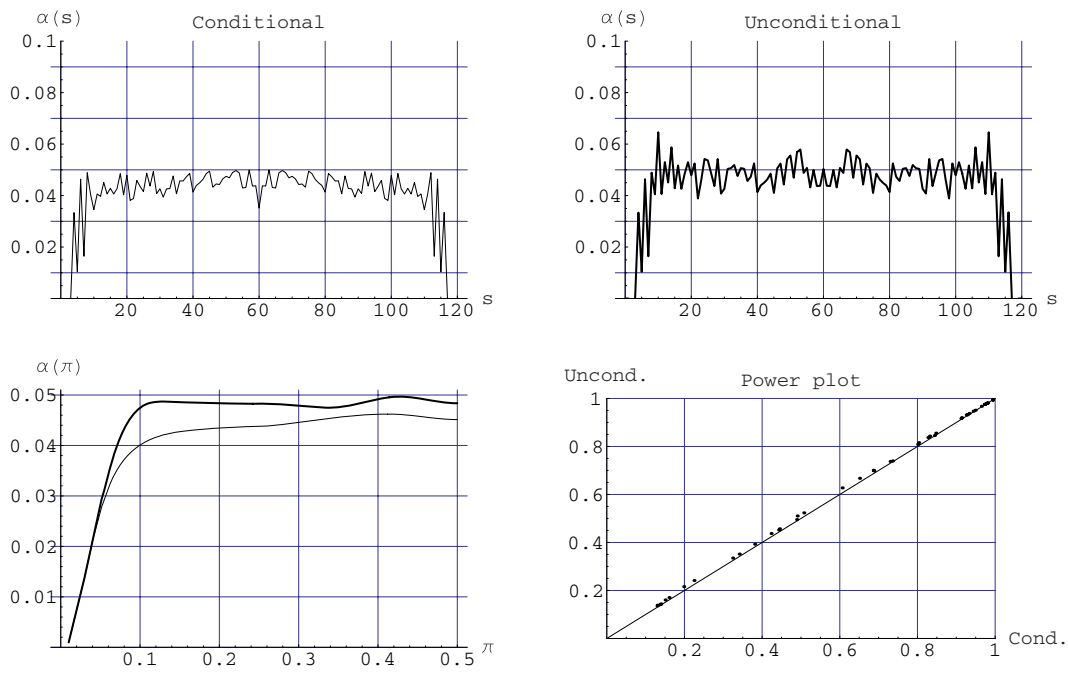 α(s)
Conditional
0.1
0.08
0.06
0.04
0.02
20 40 60 80 100 120 s
α(s)
Unconditional
0.1
0.08
0.06
0.04
0.02
20 40 60 80 100 120 s
α(π)
0.05
0.04
0.03
0.02
0.01
0.1 0.2 0.3 0.4 0.5 π
Uncond.
Power plot
1
0.8
0.6
0.4
0.2
0.2 0.4 0.6 0.8 1 Cond.